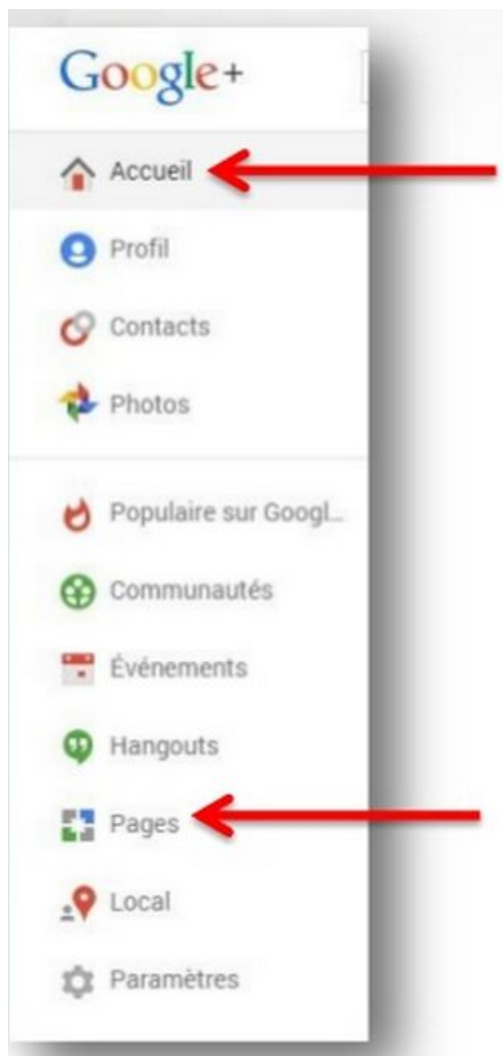 Google+
Accueil
Profil
Contacts
Photos
Populaire sur Googl...
Communautés
Événements
Hangouts
Pages
Local
Paramètres